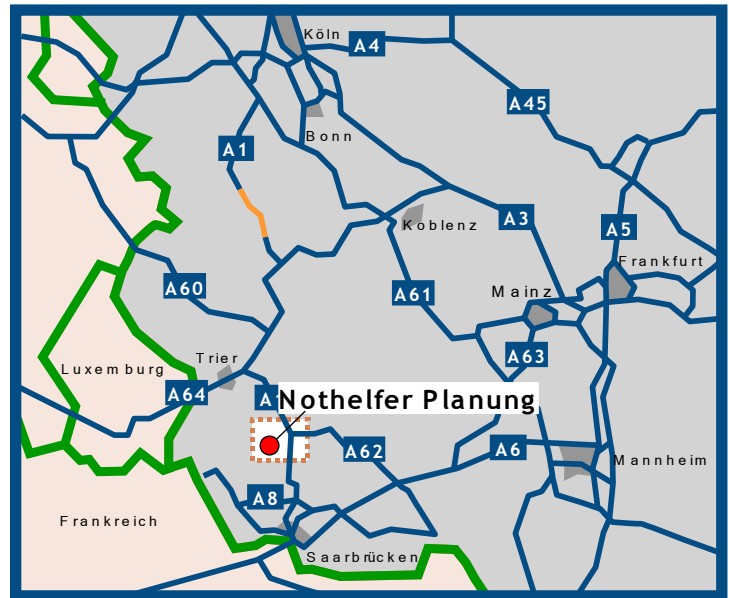 Köln
A4
A45
Bonn
A1
A3
A5
Koblenz
Frankfurt
A60
A61
Mainz
A63
Trier
Luxemburg
A64
Nothelfer Planung
A62
A6
Mannheim
A8
Frankreich
Saarbrücken